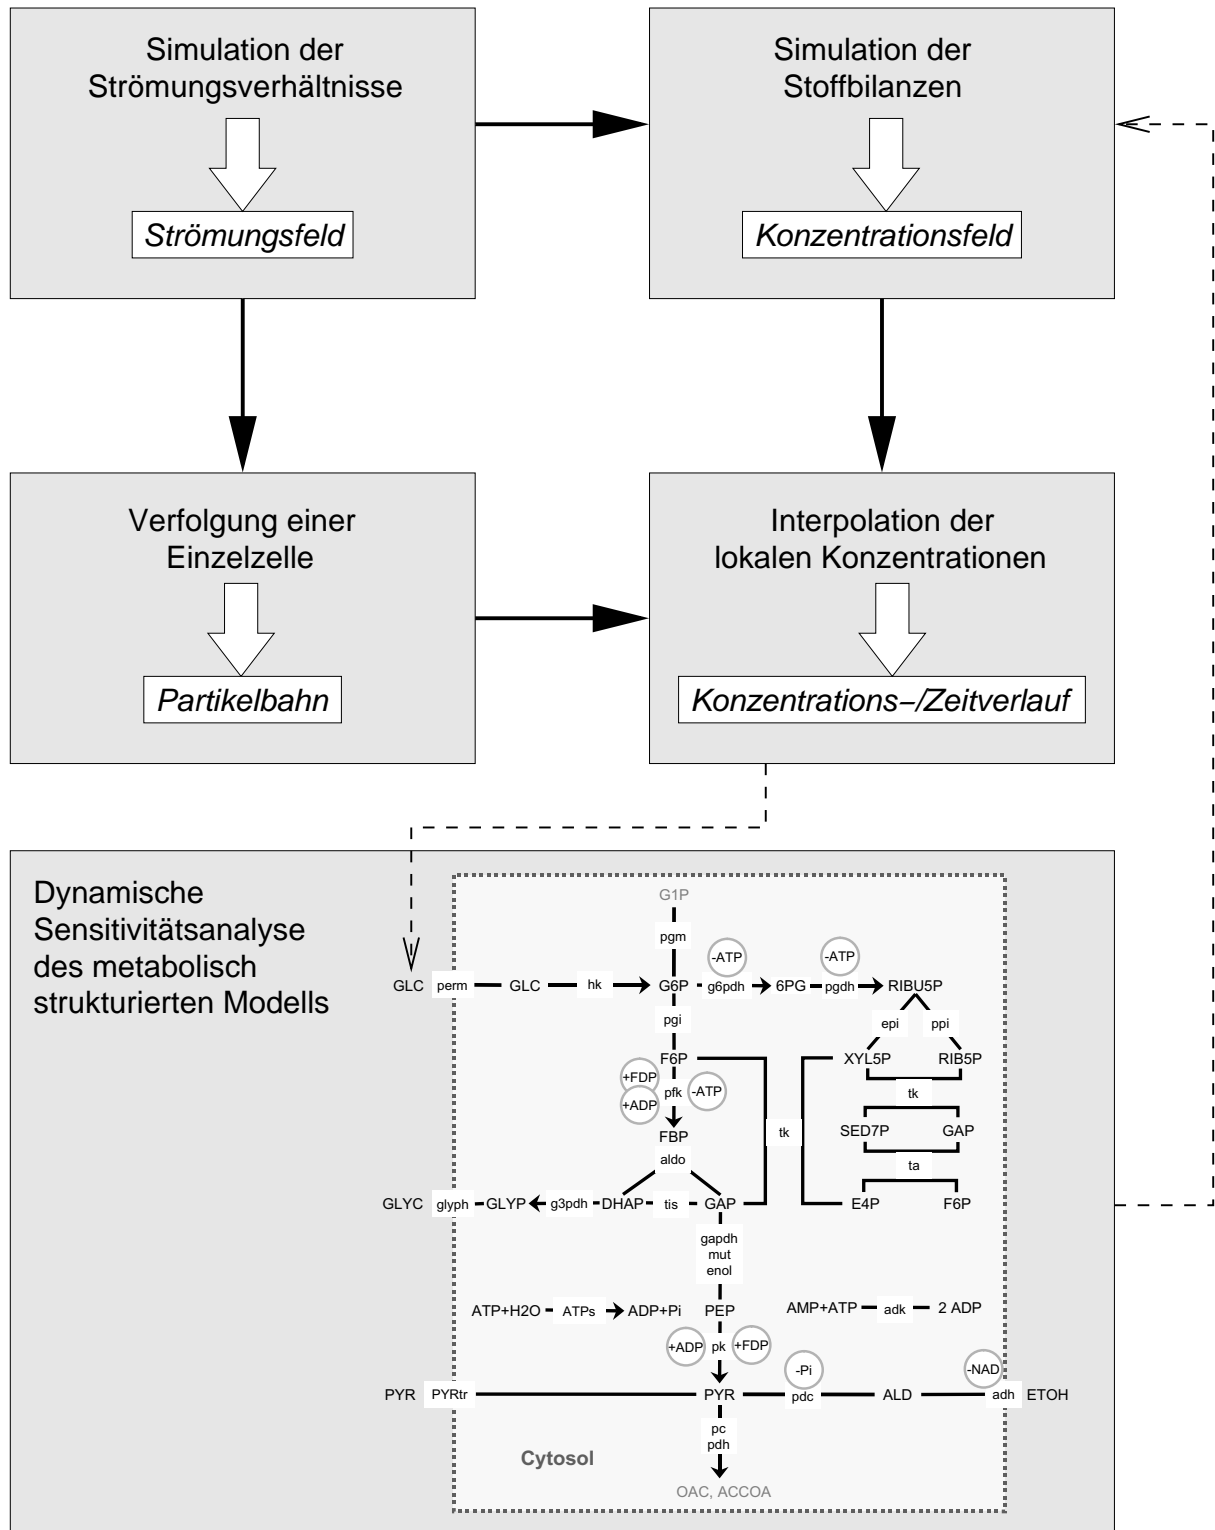 Simulation der
Strömungsverhältnisse
Strömungsfeld
Simulation der
Stoffbilanzen
Konzentrationsfeld
Verfolgung einer
Einzelzelle
Partikelbahn
Interpolation der
lokalen Konzentrationen
Konzentrations–/Zeitverlauf
Dynamische
Sensitivitätsanalyse
des metabolisch
strukturierten Modells
G1P
pgm
-ATP -ATP
GLC perm GLC hk G6P g6pdh 6PG pgdh RIBU5P
pgi epi ppi
F6P XYL5P RIB5P
+FDP
pfk -ATP tk
+ADP
FBP tk SED7P GAP
aldo ta
GLYC glyph GLYP g3pdh DHAP tis GAP E4P F6P
gapdh
mut
enol
ATP+H2O ATPs ADP+Pi PEP AMP+ATP adk 2 ADP
+ADP pk +FDP
-Pi -NAD
PYR PYRtr PYR pdc ALD adh ETOH
pc
pdh
Cytosol
OAC, ACCOA